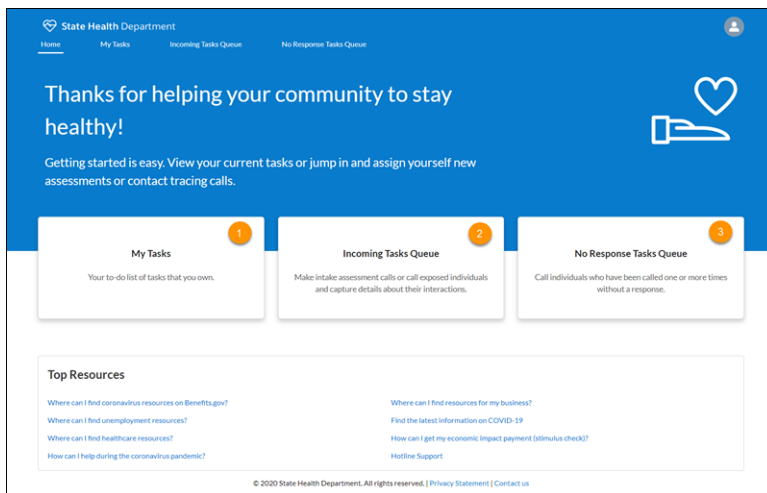 State Health Department
Home My Tasks Incoming Tasks Queue No Response Tasks Queue
Thanks for helping your community to stay
healthy!
Getting started is easy. View your current tasks or jump in and assign yourself new
assessments or contact tracing calls.
1
My Tasks
Your to-do list of tasks that you own.
2
Incoming Tasks Queue
Make intake assessment calls or call exposed individuals
and capture details about their interactions.
3
No Response Tasks Queue
Call individuals who have been called one or more times
without a response.
Top Resources
Where can I find coronavirus resources on Benefits.gov?
Where can I find unemployment resources?
Where can I find healthcare resources?
How can I help during the coronavirus pandemic?
Where can I find resources for my business?
Find the latest information on COVID-19
How can I get my economic impact payment (stimulus check)?
Hotline Support
© 2020 State Health Department. All rights reserved. | Privacy Statement | Contact us